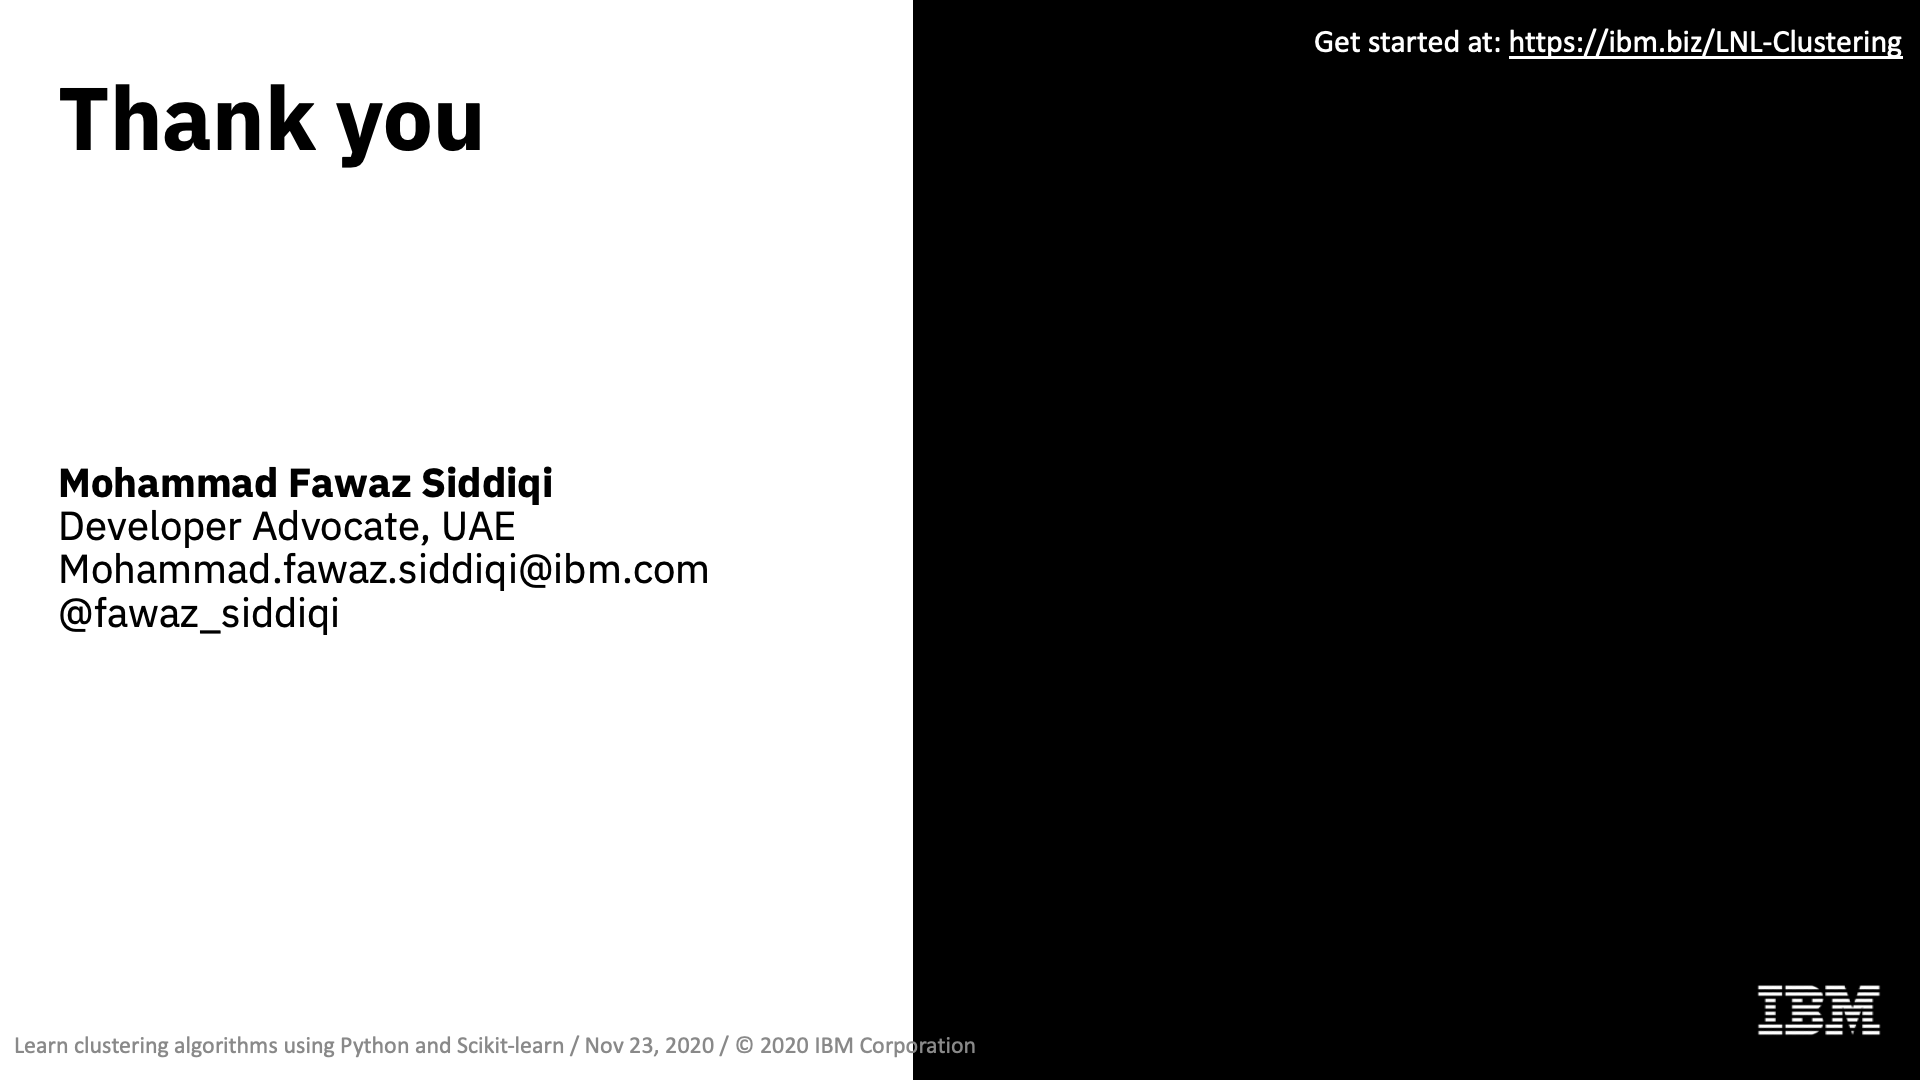 Get started at: https://ibm.biz/LNL-Clustering
Thank you
Mohammad Fawaz Siddiqi
Developer Advocate, UAE
Mohammad.fawaz.siddiqi@ibm.com
@fawaz_siddiqi
IBM
Learn clustering algorithms using Python and Scikit-learn / Nov 23, 2020 / © 2020 IBM Corporation